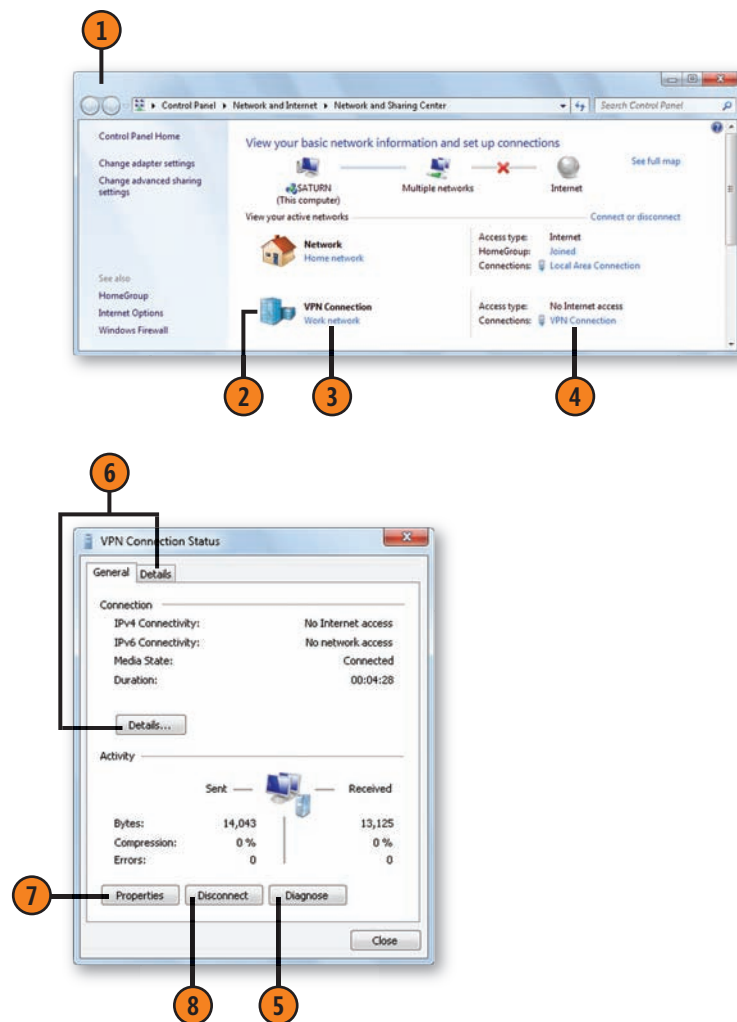 1
Control Panel ▸ Network and Internet ▸ Network and Sharing Center
Search Control Panel
Control Panel Home
Change adapter settings
Change advanced sharing
settings
See also
HomeGroup
Internet Options
Windows Firewall
View your basic network information and set up connections
See full map
SATURN
(This computer)
Multiple networks
Internet
View your active networks
Connect or disconnect
Network
Home network
Access type: Internet
HomeGroup: Joined
Connections: Local Area Connection
VPN Connection
Work network
Access type: No Internet access
Connections: VPN Connection
2
3
4
6
VPN Connection Status
General Details
Connection
IPv4 Connectivity: No Internet access
IPv6 Connectivity: No network access
Media State: Connected
Duration: 00:04:28
Details...
Activity
Sent Received
Bytes: 14,043 13,125
Compression: 0 % 0 %
Errors: 0 0
7
Properties Disconnect Diagnose
Close
8
5